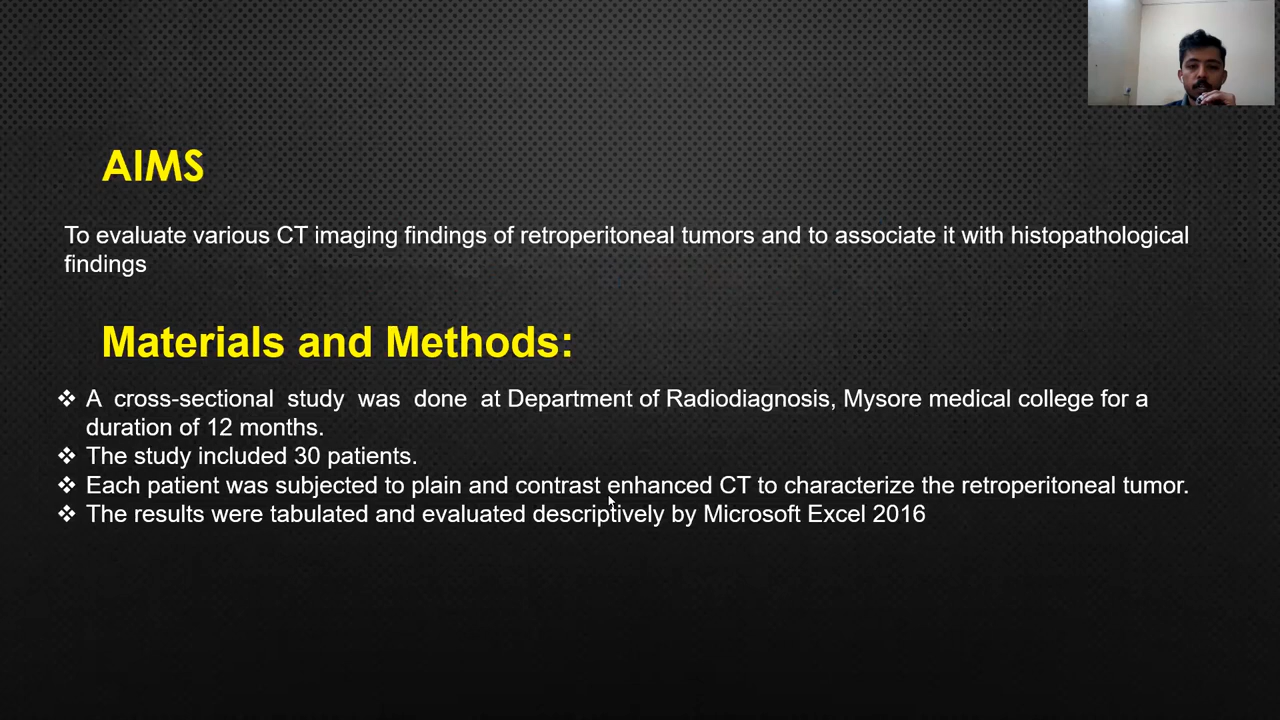 AIMS
To evaluate various CT imaging findings of retroperitoneal tumors and to associate it with histopathological
findings
Materials and Methods:
❖ A cross-sectional study was done at Department of Radiodiagnosis, Mysore medical college for a
duration of 12 months.
❖ The study included 30 patients.
❖ Each patient was subjected to plain and contrast enhanced CT to characterize the retroperitoneal tumor.
❖ The results were tabulated and evaluated descriptively by Microsoft Excel 2016